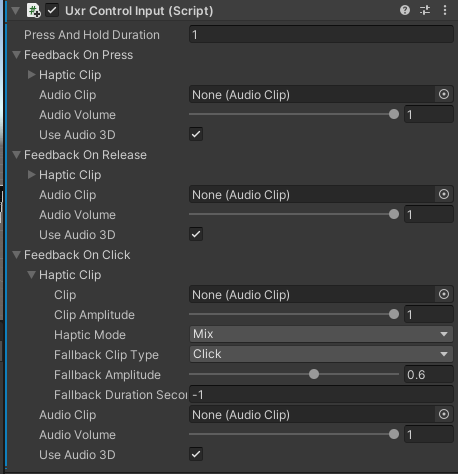 Uxr Control Input (Script)
Press And Hold Duration 1
Feedback On Press
Haptic Clip
Audio Clip None (Audio Clip)
Audio Volume 1
Use Audio 3D
Feedback On Release
Haptic Clip
Audio Clip None (Audio Clip)
Audio Volume 1
Use Audio 3D
Feedback On Click
Haptic Clip
Clip None (Audio Clip)
Clip Amplitude 1
Haptic Mode Mix
Fallback Clip Type Click
Fallback Amplitude 0.6
Fallback Duration Secor -1
Audio Clip None (Audio Clip)
Audio Volume 1
Use Audio 3D